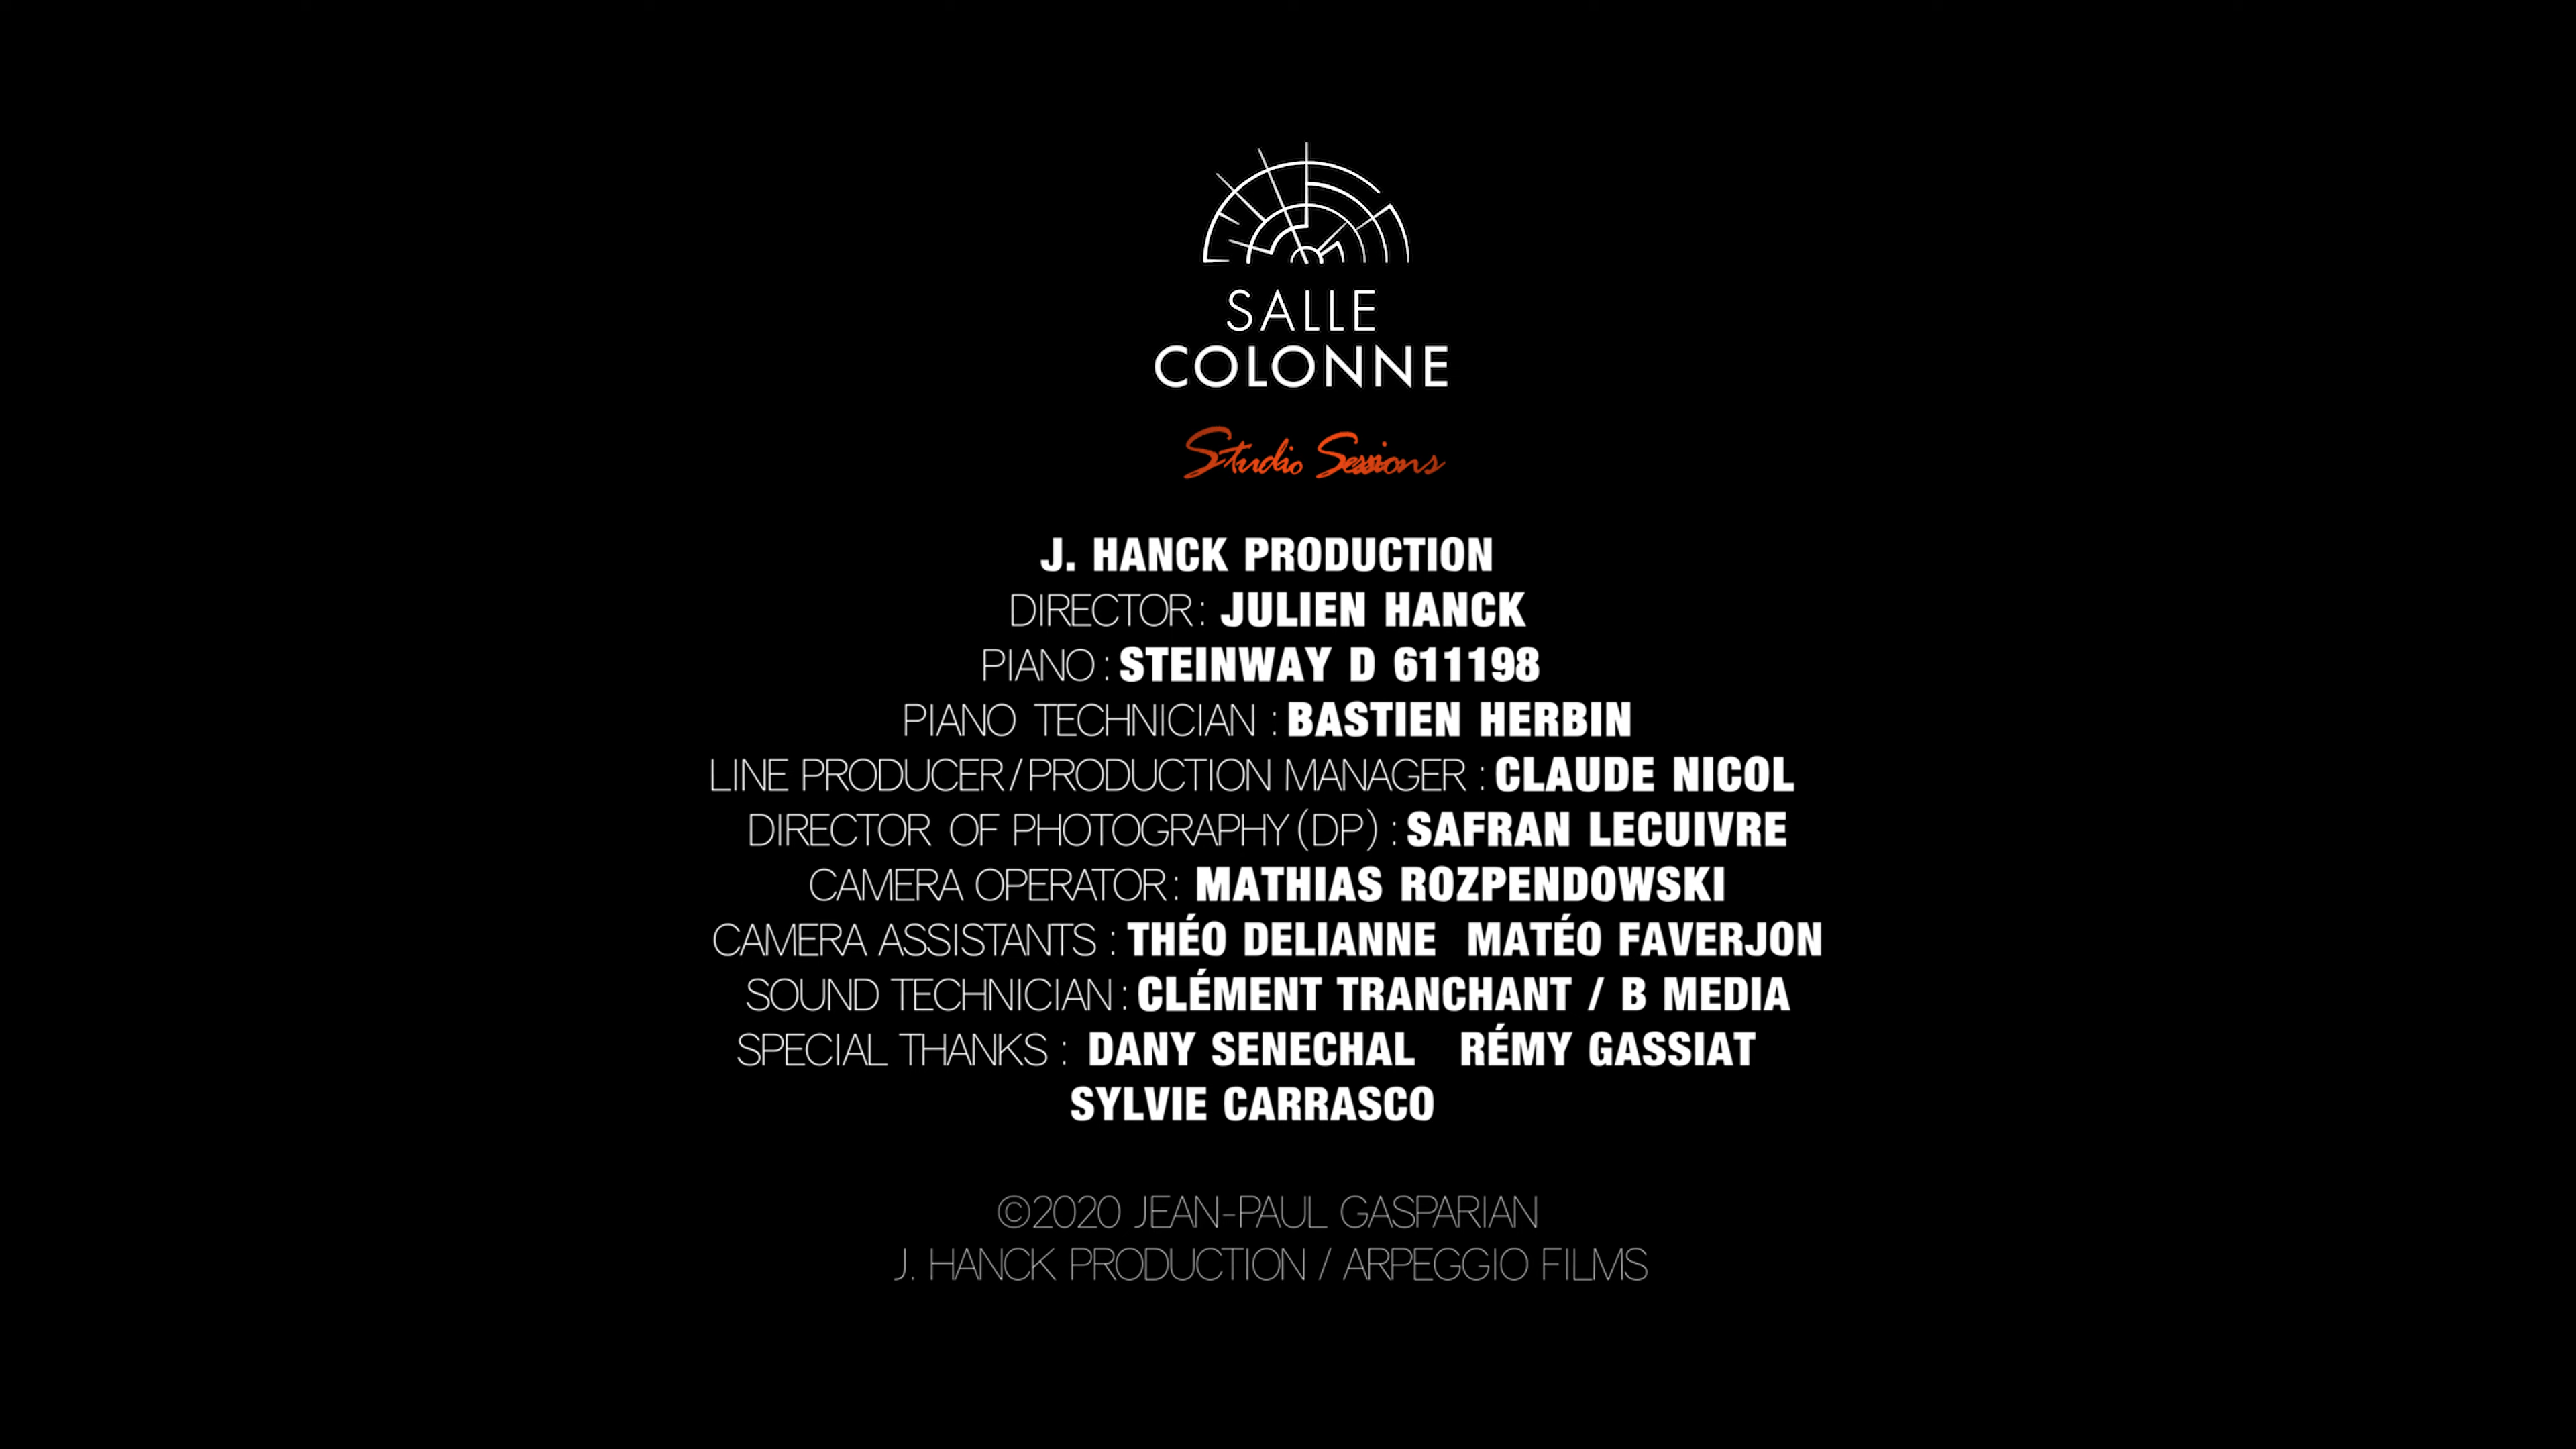 SALLE
COLONNE
Studio Sessions
J. HANCK PRODUCTION
DIRECTOR : JULIEN HANCK
PIANO : STEINWAY D 611198
PIANO TECHNICIAN : BASTIEN HERBIN
LINE PRODUCER/PRODUCTION MANAGER : CLAUDE NICOL
DIRECTOR OF PHOTOGRAPHY (DP) : SAFRAN LECUIVRE
CAMERA OPERATOR : MATHIAS ROZPENDOWSKI
CAMERA ASSISTANTS : THÉO DELIANNE MATÉO FAVERJON
SOUND TECHNICIAN : CLÉMENT TRANCHANT / B MEDIA
SPECIAL THANKS : DANY SENECHAL RÉMY GASSIAT
SYLVIE CARRASCO
©2020 JEAN-PAUL GASPARIAN
J. HANCK PRODUCTION / ARPEGGIO FILMS